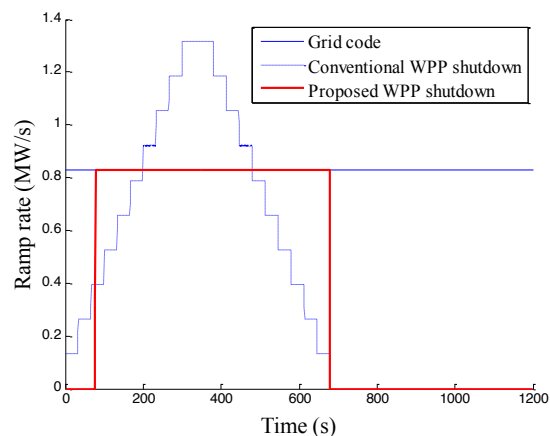 1.4
1.2
1
0.8
0.6
0.4
0.2
0
Ramp rate (MW/s)
Grid code
Conventional WPP shutdown
Proposed WPP shutdown
0 200 400 600 800 1000 1200
Time (s)